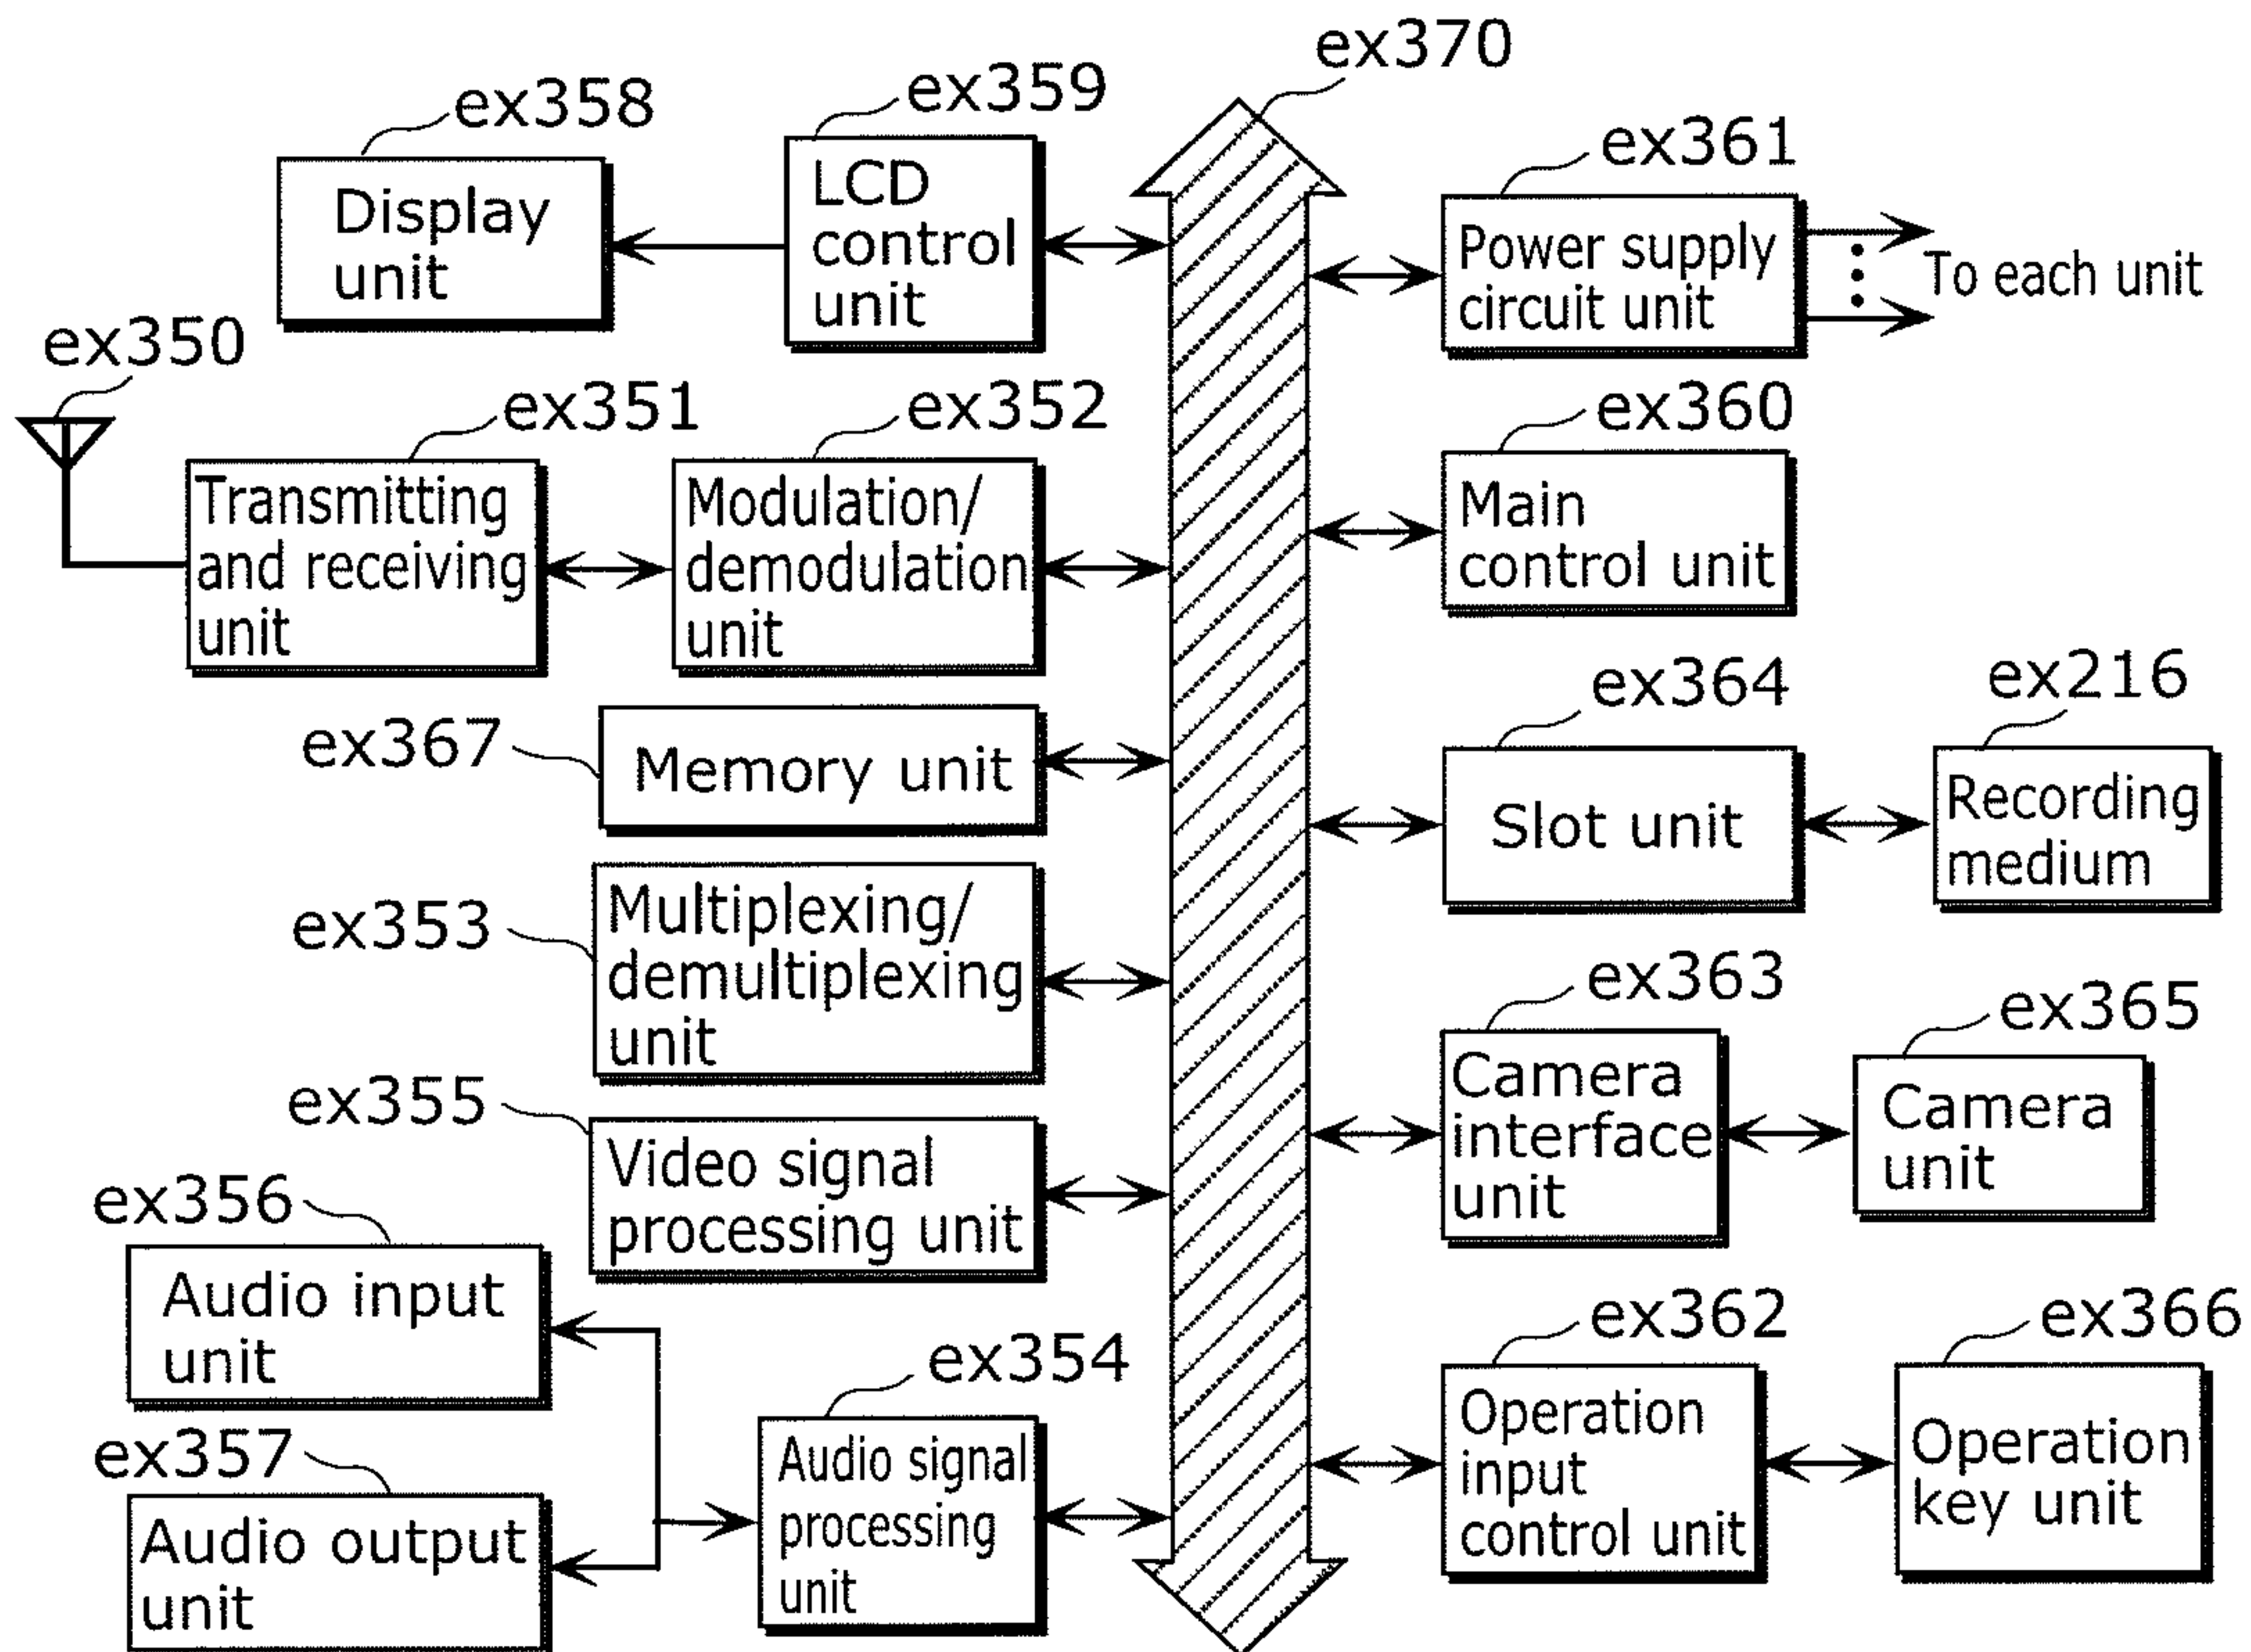 ex370
ex359
ex358
ex361
LCD
control
unit
Display
unit
Power supply
circuit unit
To each unit
ex350
ex351
ex352
ex360
Transmitting
and receiving
unit
Modulation/
demodulation
unit
Main
control unit
ex364
ex216
ex367
Memory unit
Slot unit
Recording
medium
ex353
Multiplexing/
demultiplexing
unit
ex363
ex365
Camera
interface
unit
Camera
unit
ex355
Video signal
processing unit
ex356
Audio input
unit
ex362
ex366
ex354
Operation
input
control unit
Operation
key unit
ex357
Audio output
unit
Audio signal
processing
unit